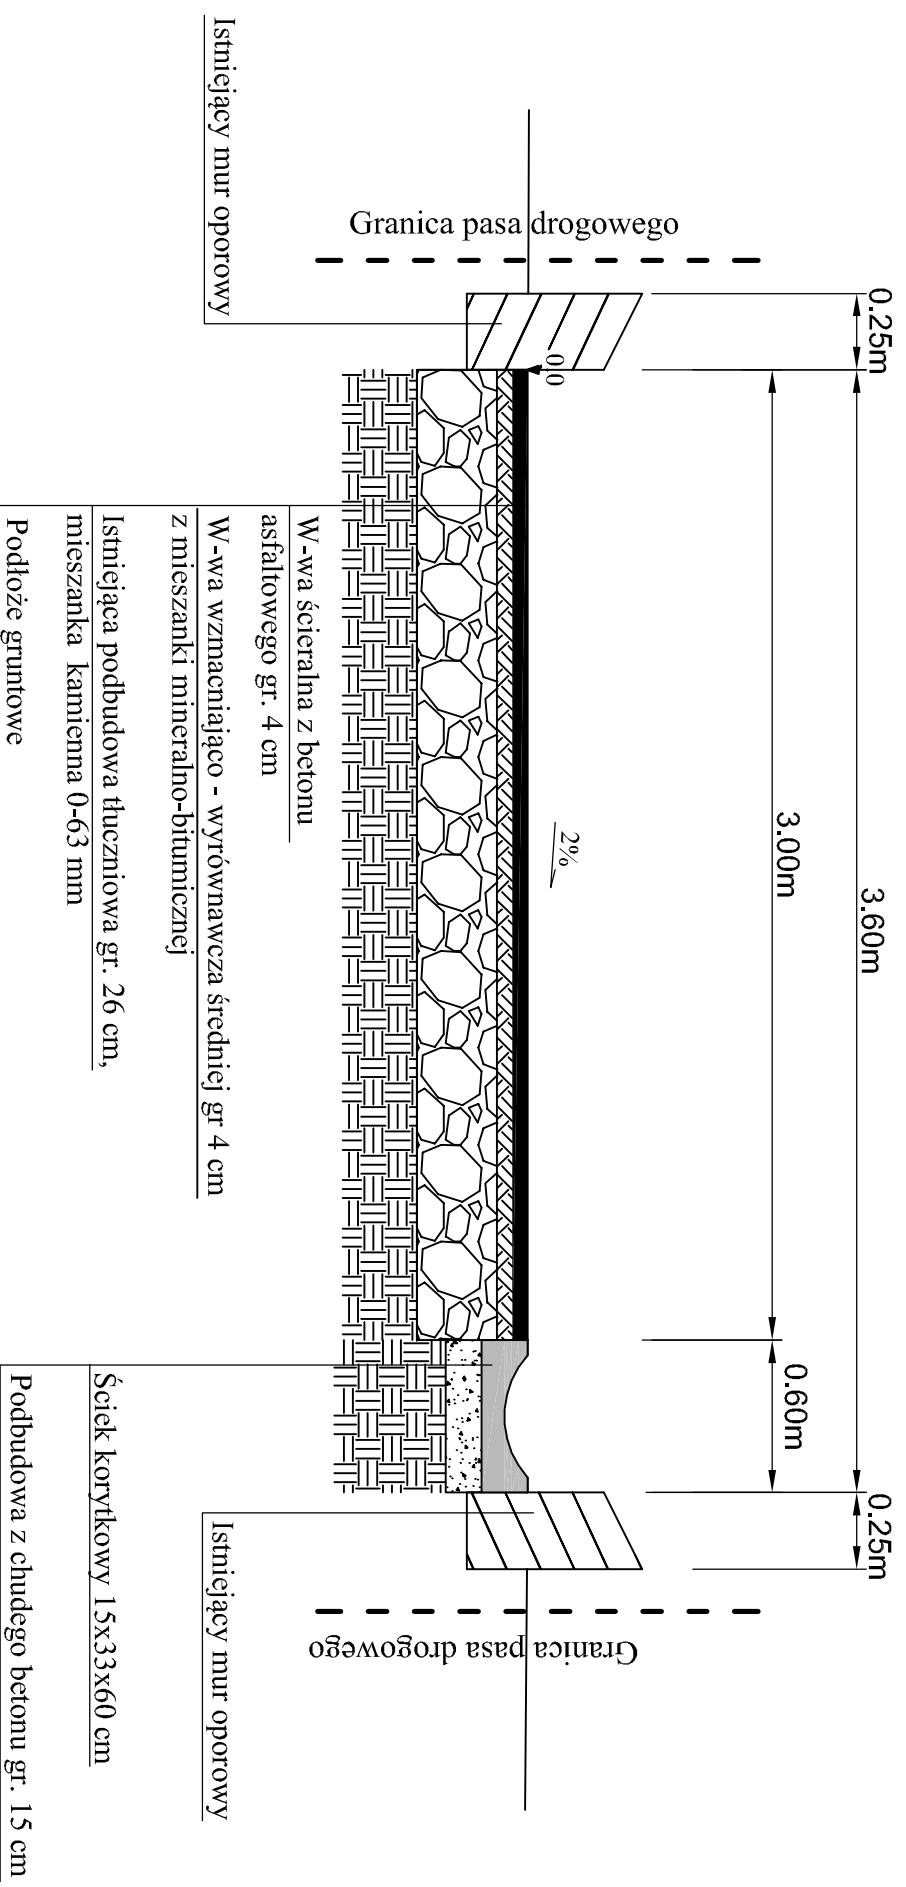 0.25m
3.60m
0.25m
3.00m
0.60m
Granica pasa drogowego
Granica pasa drogowego
0,0
2%
Istniejący mur oporowy
W-wa ścieralna z betonu
asfaltowego gr. 4 cm
W-wa wzmacniająco - wyrównawcza średniej gr 4 cm
z mieszanki mineralno-bitumicznej
Istniejąca podbudowa tłuczniowa gr. 26 cm,
mieszanka kamienna 0-63 mm
Podłoże gruntowe
Istniejący mur oporowy
Ściek korytkowy 15x33x60 cm
Podbudowa z chudego betonu gr. 15 cm